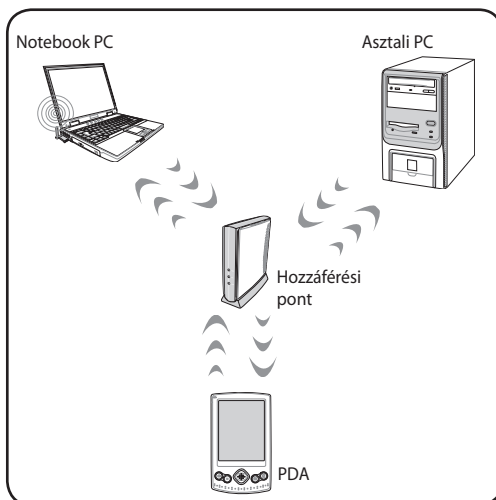 Notebook PC
Asztali PC
Hozzáférési
pont
PDA